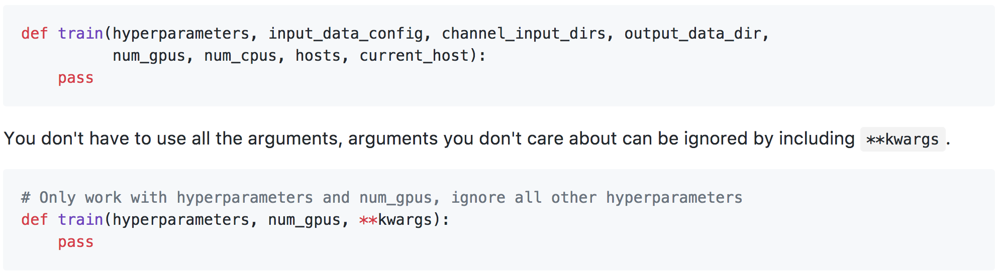 def train(hyperparameters, input_data_config, channel_input_dirs, output_data_dir,
          num_gpus, num_cpus, hosts, current_host):
    pass
You don't have to use all the arguments, arguments you don't care about can be ignored by including **kwargs.
# Only work with hyperparameters and num_gpus, ignore all other hyperparameters
def train(hyperparameters, num_gpus, **kwargs):
    pass